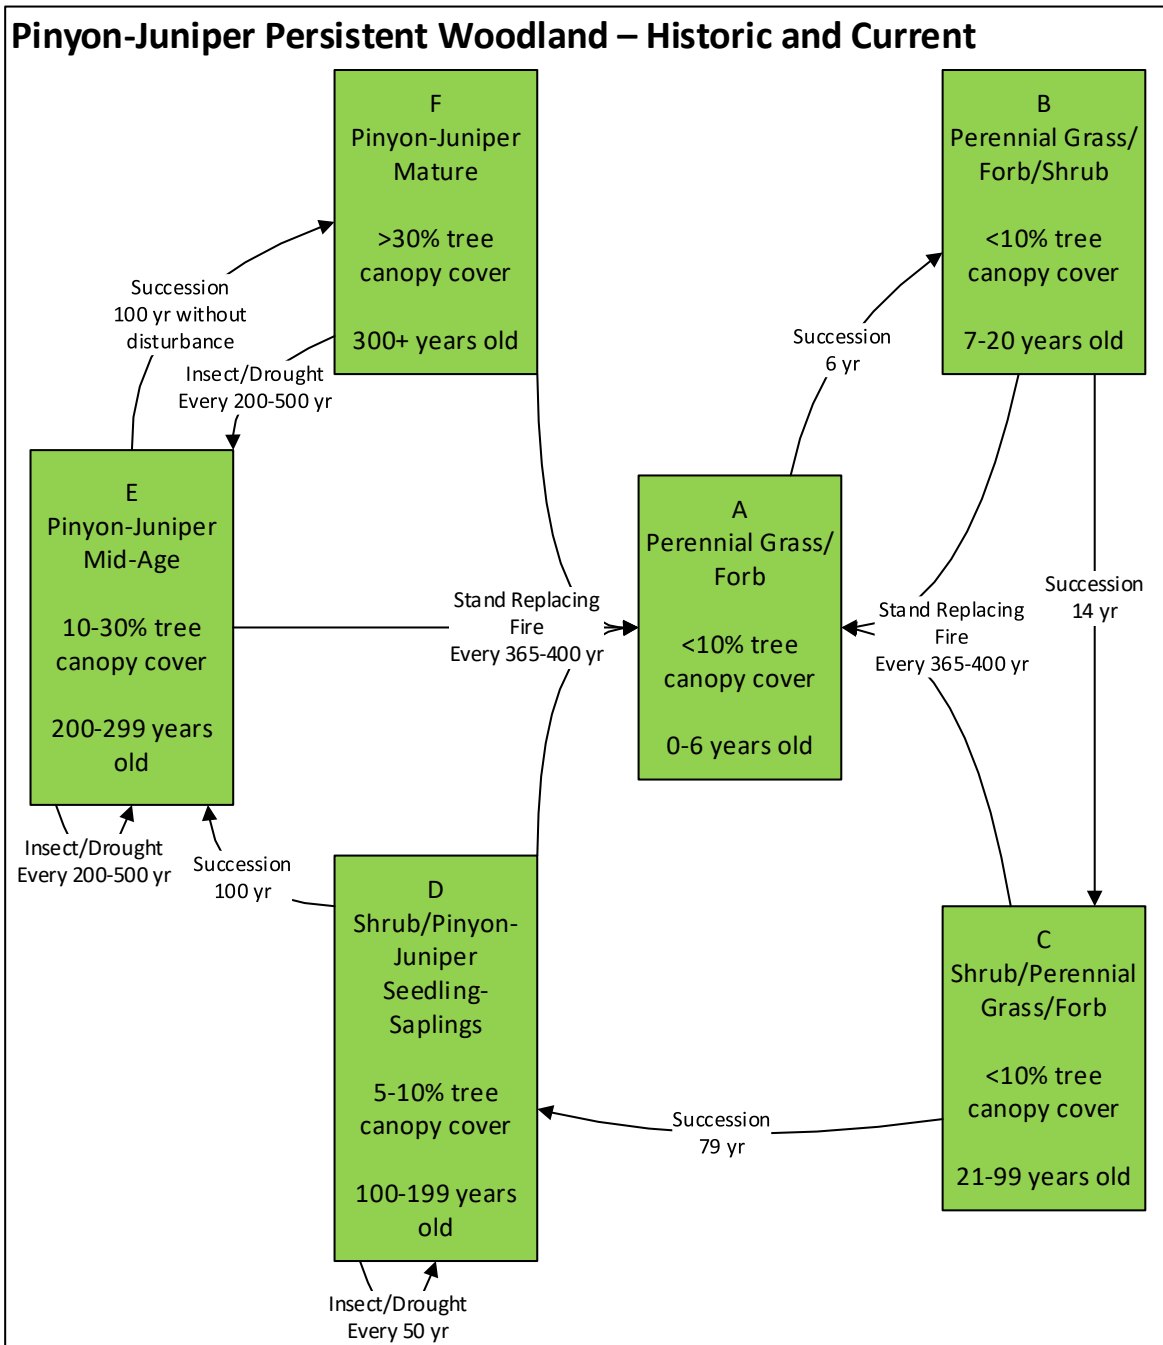 Pinyon-Juniper Persistent Woodland – Historic and Current
F
Pinyon-Juniper
Mature
>30% tree
canopy cover
300+ years old
B
Perennial Grass/
Forb/Shrub
<10% tree
canopy cover
7-20 years old
Succession
100 yr without
disturbance
Insect/Drought
Every 200-500 yr
Succession
6 yr
E
Pinyon-Juniper
Mid-Age
10-30% tree
canopy cover
200-299 years
old
A
Perennial Grass/
Forb
<10% tree
canopy cover
0-6 years old
Stand Replacing
Fire
Every 365-400 yr
Stand Replacing
Fire
Every 365-400 yr
Succession
14 yr
Insect/Drought
Every 200-500 yr
Succession
100 yr
D
Shrub/Pinyon-
Juniper
Seedling-
Saplings
5-10% tree
canopy cover
100-199 years
old
C
Shrub/Perennial
Grass/Forb
<10% tree
canopy cover
21-99 years old
Succession
79 yr
Insect/Drought
Every 50 yr